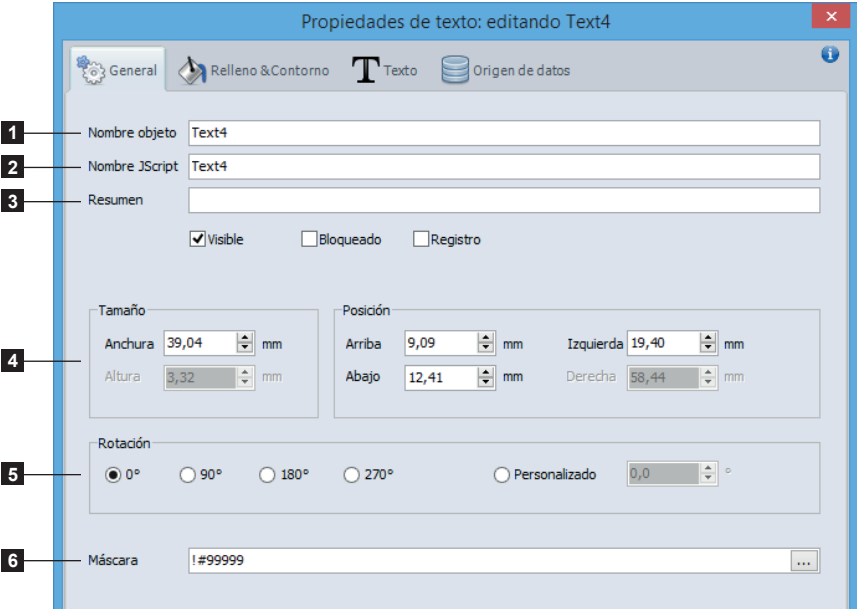 Propiedades de texto: editando Text4
General Relleno &Contorno Texto Origen de datos
1 Nombre objeto Text4
2 Nombre JScript Text4
3 Resumen
Visible Bloqueado Registro
Tamaño Posición
Anchura 39,04 mm Arriba 9,09 mm Izquierda 19,40 mm
4
Altura 3,32 mm Abajo 12,41 mm Derecha 58,44 mm
Rotación
5 0° 90° 180° 270° Personalizado 0,0 °
6 Máscara !#99999 ...